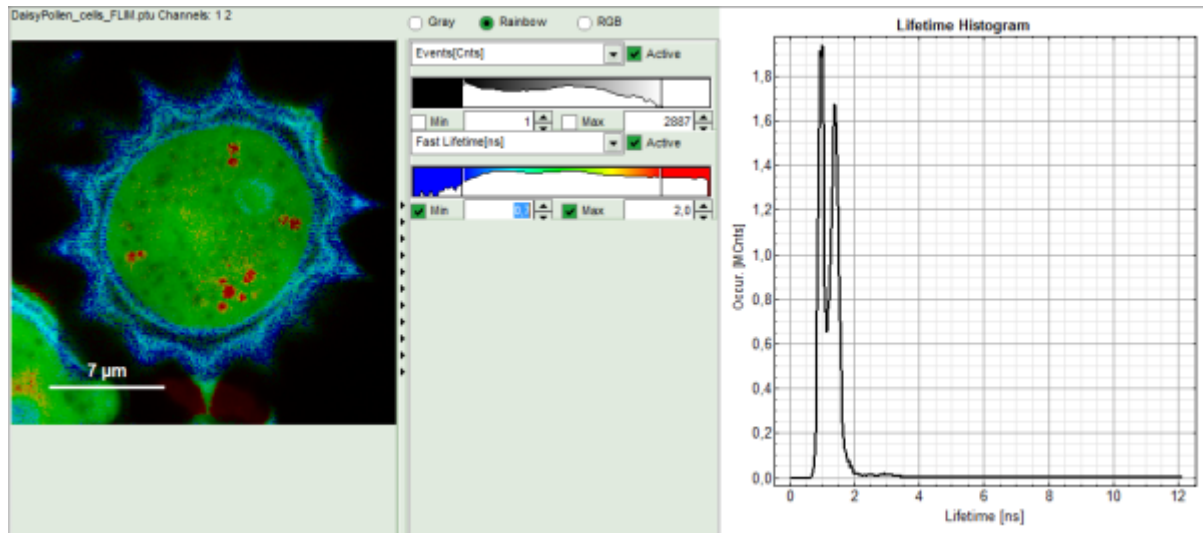 DaisyPollen_cells_FLIM.ptu Channels: 1 2
Gray Rainbow RGB
Events[Cnts] Active
Min 1 Max 2887
Fast Lifetime[ns] Active
Min 0,7 Max 2,0
7 µm
Lifetime Histogram
Occur. [MCnts]
1,8
1,6
1,4
1,2
1,0
0,8
0,6
0,4
0,2
0,0
0 2 4 6 8 10 12
Lifetime [ns]